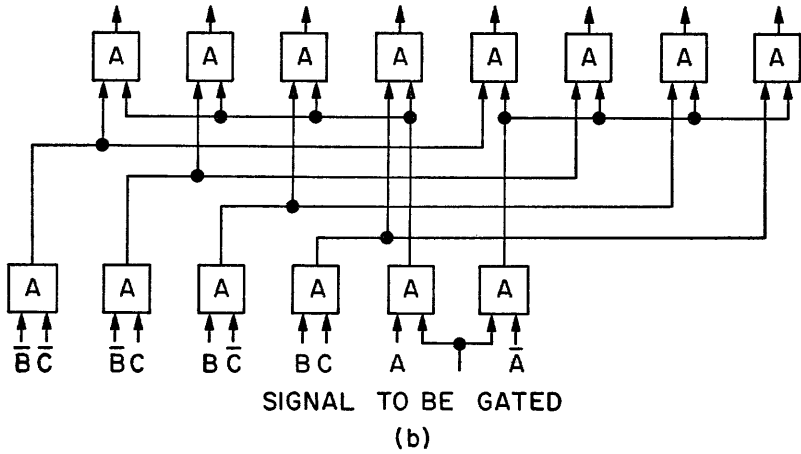 A A A A A A A A
A A A A A A
B̅ C̅ B̅ C B C̅ B C A A̅
SIGNAL TO BE GATED
(b)